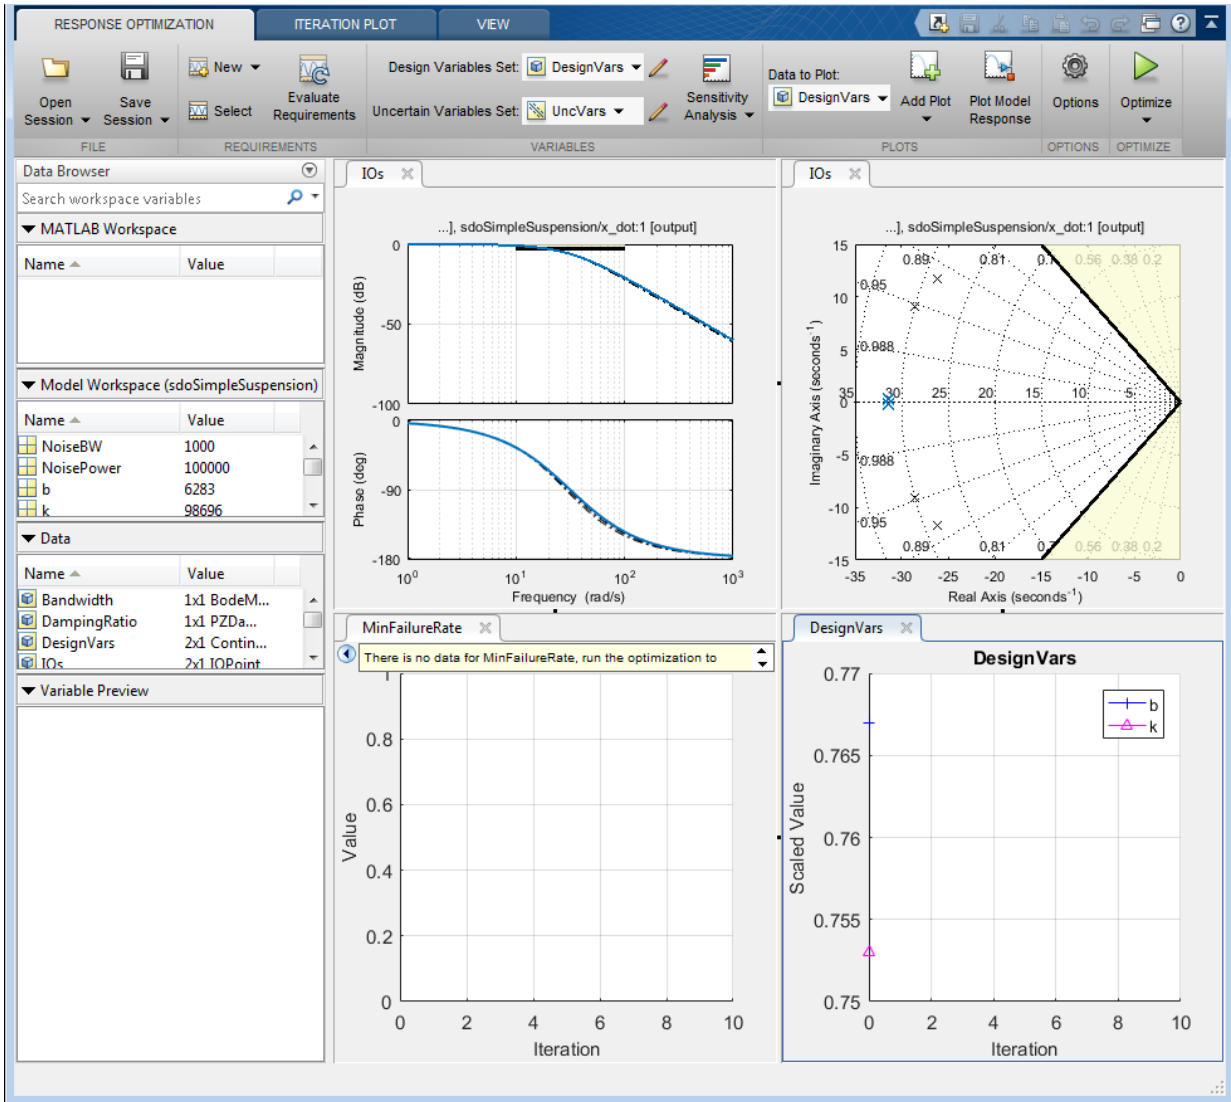 RESPONSE OPTIMIZATION ITERATION PLOT VIEW
Open Session Save Session
New
Select
Evaluate Requirements
Design Variables Set: DesignVars
Uncertain Variables Set: UncVars
Sensitivity Analysis
Data to Plot:
DesignVars
Add Plot Plot Model Response
Options
Optimize
FILE REQUIREMENTS VARIABLES PLOTS OPTIONS OPTIMIZE
Data Browser
Search workspace variables
MATLAB Workspace
Name Value
Model Workspace (sdoSimpleSuspension)
Name Value
NoiseBW 1000
NoisePower 100000
b 6283
k 98696
Data
Name Value
Bandwidth 1x1 BodeM...
DampingRatio 1x1 PZDa...
DesignVars 2x1 Contin...
IOs 2x1 IOPoint
Variable Preview
IOs
...], sdoSimpleSuspension/x_dot:1 [output]
Magnitude (dB)
0
-50
-100
Phase (deg)
0
-90
-180
10^0 10^1 10^2 10^3
Frequency (rad/s)
IOs
...], sdoSimpleSuspension/x_dot:1 [output]
Imaginary Axis (seconds^-1)
15
10
5
0
-5
-10
-15
0.89 0.81 0.7 0.56 0.38 0.2
0.95
0.988
35 30 25 20 15 10 5
0.988
0.95
0.89 0.81 0.7 0.56 0.38 0.2
-35 -30 -25 -20 -15 -10 -5 0
Real Axis (seconds^-1)
MinFailureRate
There is no data for MinFailureRate, run the optimization to
Value
1
0.8
0.6
0.4
0.2
0
0 2 4 6 8 10
Iteration
DesignVars
DesignVars
b
k
Scaled Value
0.77
0.765
0.76
0.755
0.75
0 2 4 6 8 10
Iteration